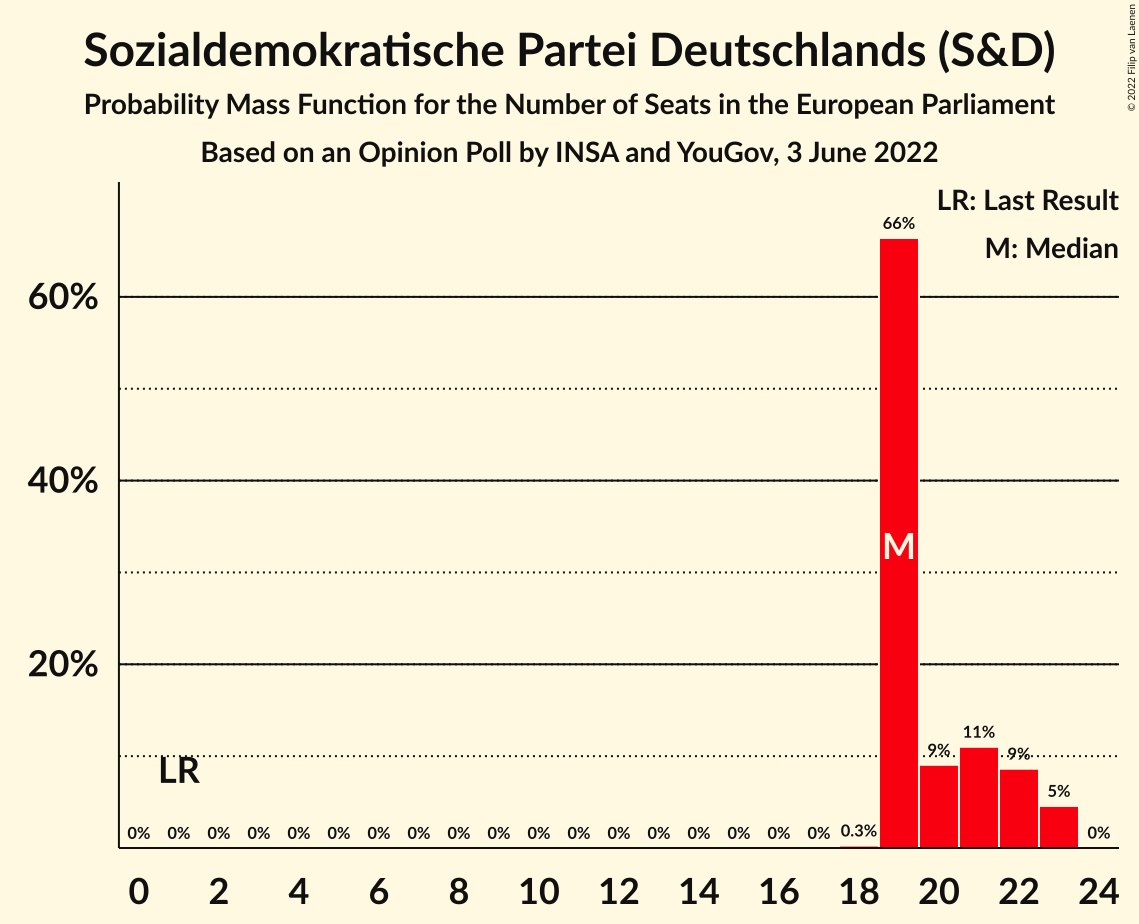 Sozialdemokratische Partei Deutschlands (S&D)
Probability Mass Function for the Number of Seats in the European Parliament
Based on an Opinion Poll by INSA and YouGov, 3 June 2022
© 2022 Filip van Laenen
LR: Last Result
M: Median
66%
60%
40%
M
20%
11%
9%
9%
LR
5%
0% 0% 0% 0% 0% 0% 0% 0% 0% 0% 0% 0% 0% 0% 0% 0% 0% 0% 0.3% 0%
0 2 4 6 8 10 12 14 16 18 20 22 24